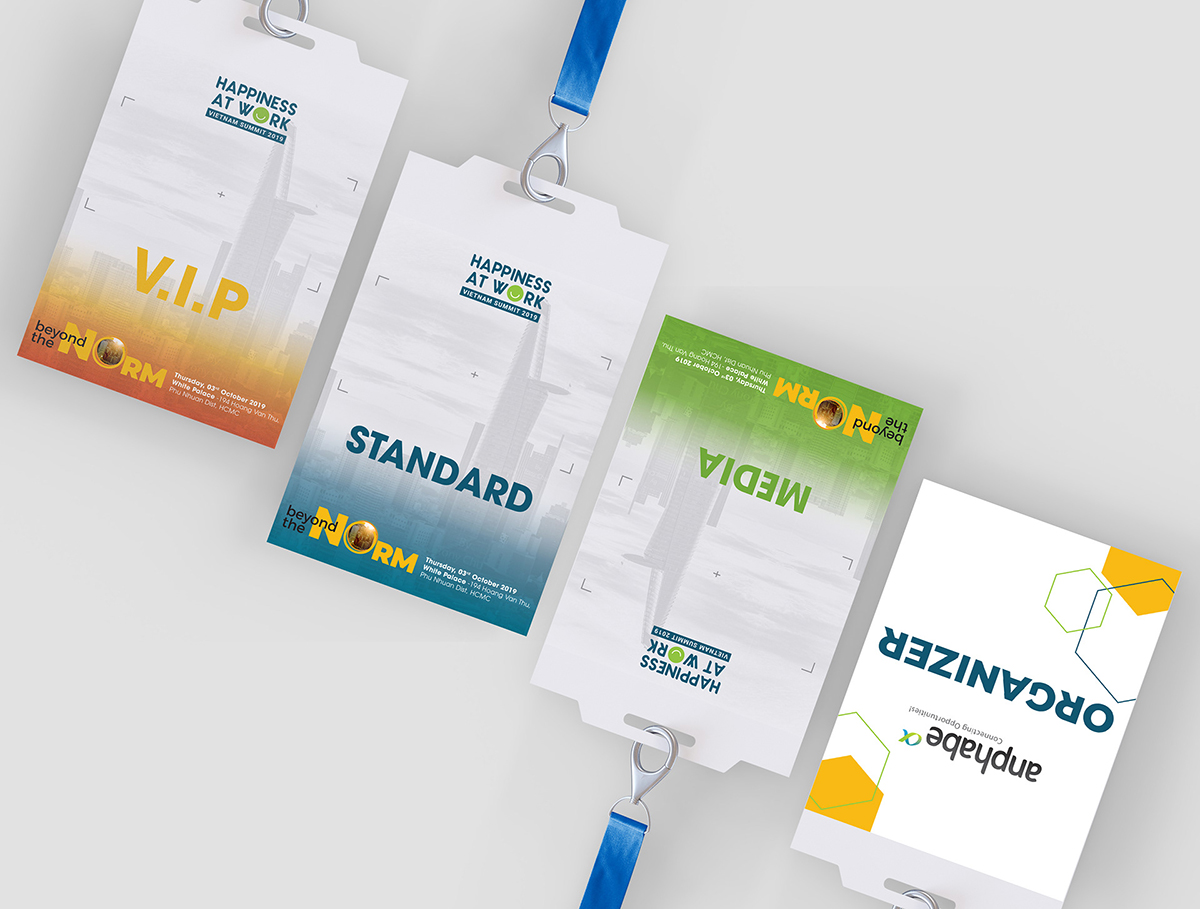 HAPPINESS
AT WORK
VIETNAM SUMMIT 2019
V.I.P
beyond
the NORM
Thursday, 03rd October 2019
White Palace - 194 Hoang Van Thu,
Phu Nhuan Dist, HCMC
HAPPINESS
AT WORK
VIETNAM SUMMIT 2019
STANDARD
beyond
the NORM
Thursday, 03rd October 2019
White Palace - 194 Hoang Van Thu,
Phu Nhuan Dist, HCMC
HAPPINESS
AT WORK
VIETNAM SUMMIT 2019
MEDIA
beyond
the NORM
Thursday, 03rd October 2019
White Palace - 194 Hoang Van Thu,
Phu Nhuan Dist, HCMC
anphabe
Connecting Opportunities!
ORGANIZER